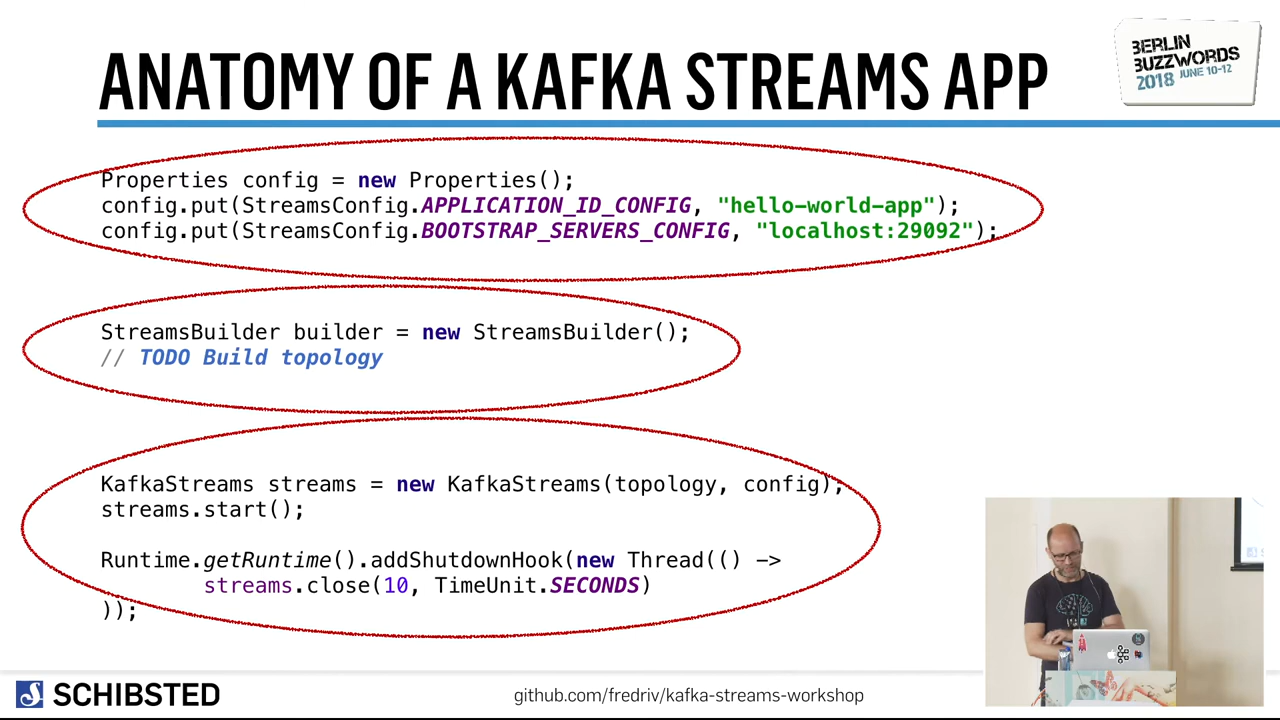 ANATOMY OF A KAFKA STREAMS APP
BERLIN
BUZZWORDS
2018 JUNE 10-12
Properties config = new Properties();
config.put(StreamsConfig.APPLICATION_ID_CONFIG, "hello-world-app");
config.put(StreamsConfig.BOOTSTRAP_SERVERS_CONFIG, "localhost:29092");
StreamsBuilder builder = new StreamsBuilder();
// TODO Build topology
KafkaStreams streams = new KafkaStreams(topology, config);
streams.start();
Runtime.getRuntime().addShutdownHook(new Thread(() ->
streams.close(10, TimeUnit.SECONDS)
));
SCHIBSTED
github.com/fredriv/kafka-streams-workshop